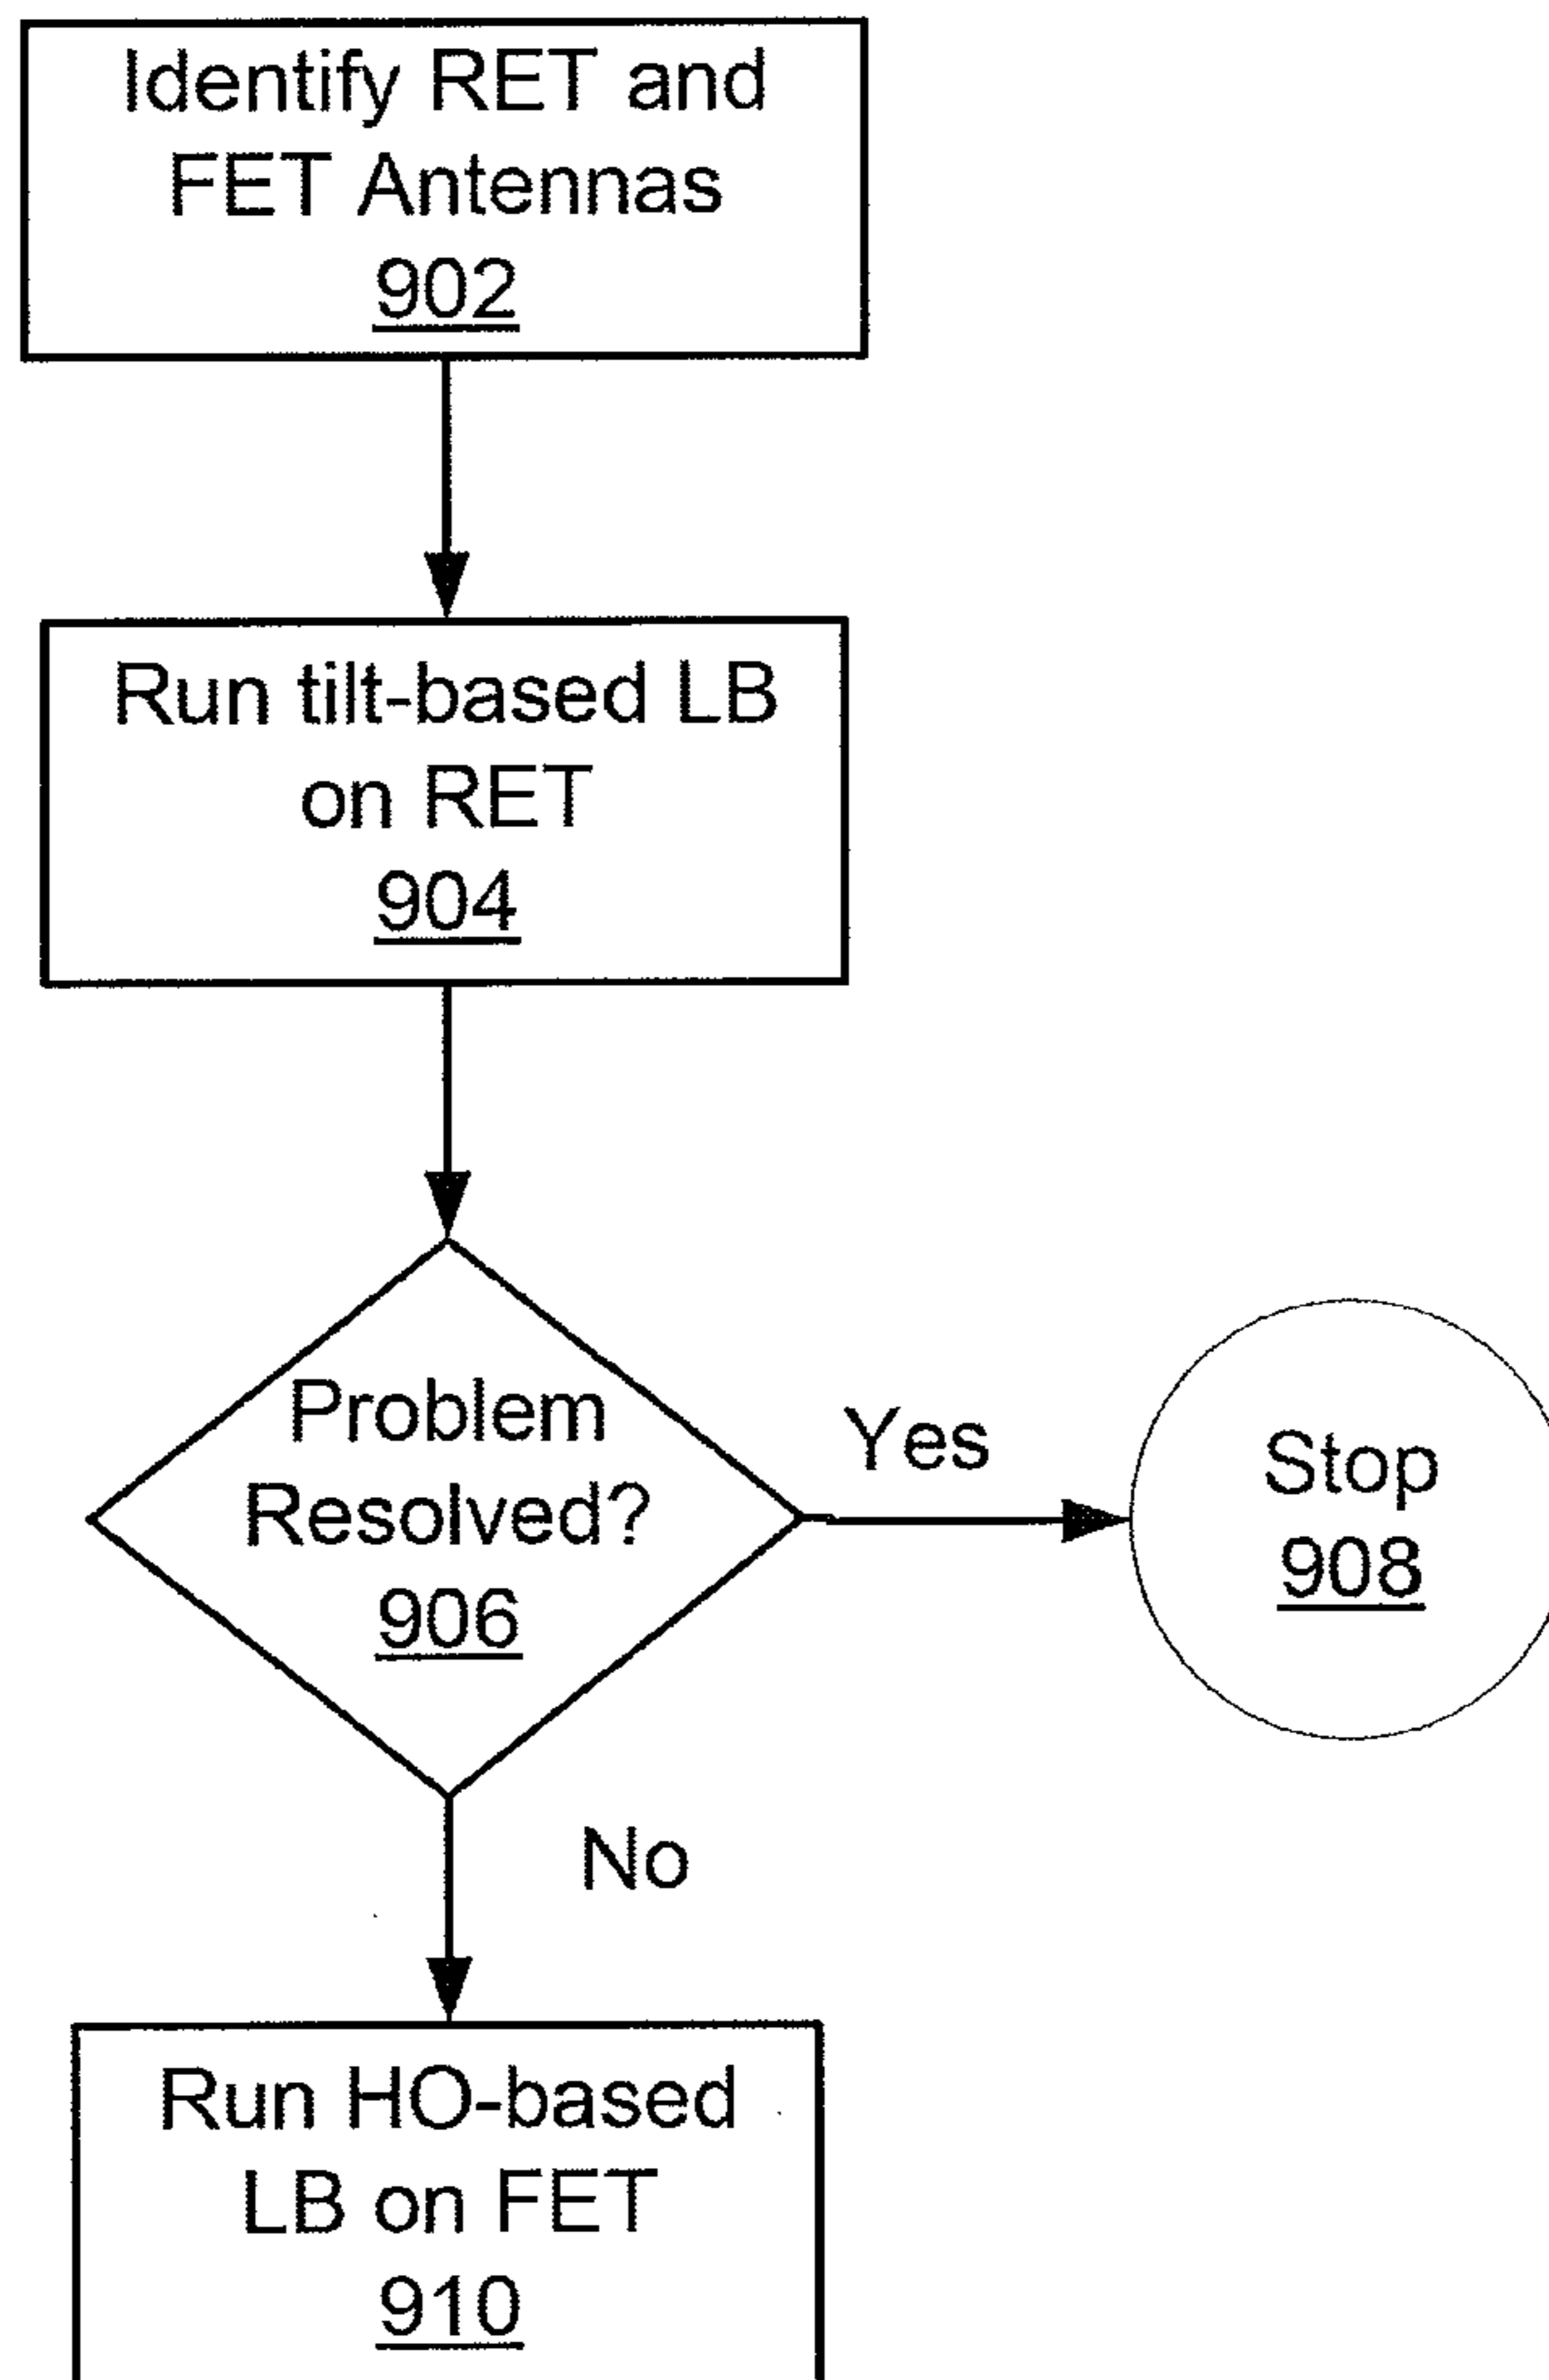 Identify RET and
FET Antennas
902
Run tilt-based LB
on RET
904
Problem
Resolved?
906
Yes
Stop
908
No
Run HO-based
LB on FET
910